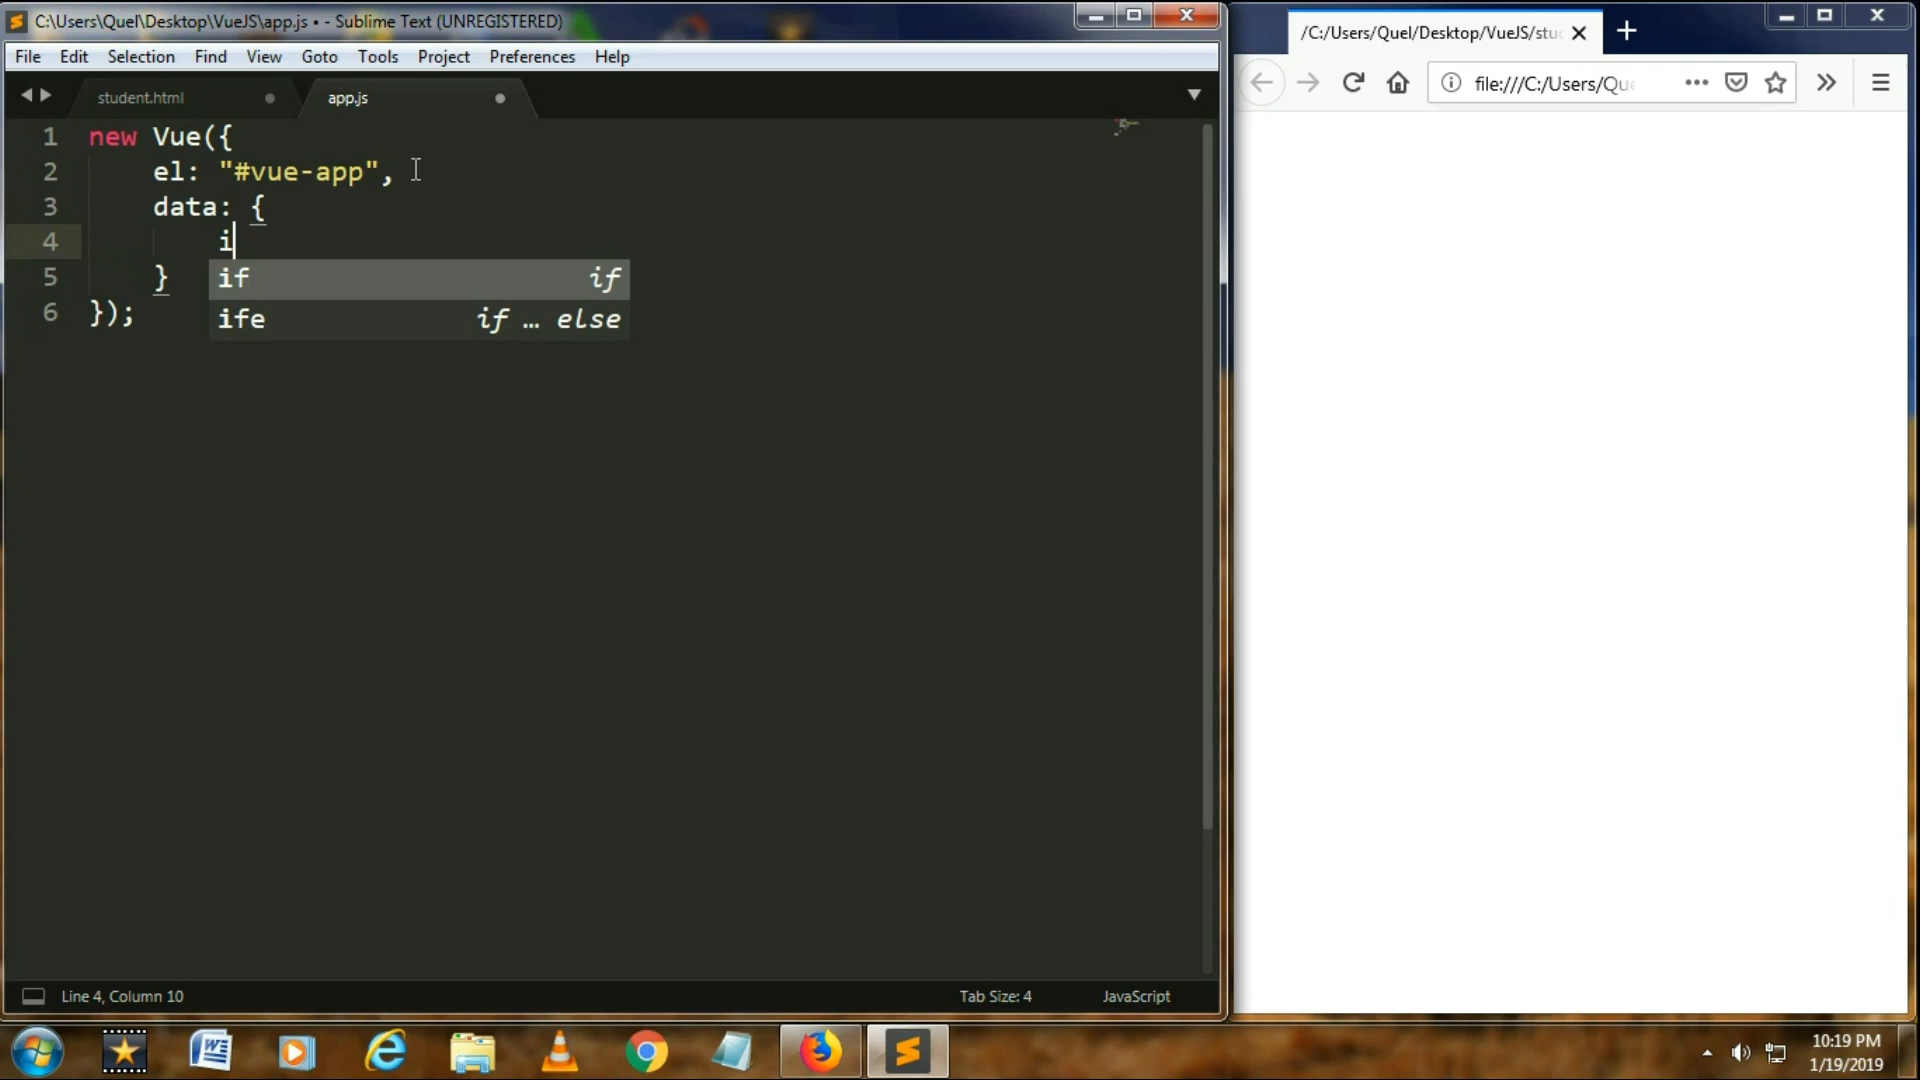 C:\Users\Quel\Desktop\VueJS\app.js • - Sublime Text (UNREGISTERED)
File Edit Selection Find View Goto Tools Project Preferences Help
student.html
app.js
1 new Vue({
2 el: "#vue-app",
3 data: {
4 i
5 }
6 });
if if
ife if … else
Line 4, Column 10
Tab Size: 4
JavaScript
/C:/Users/Quel/Desktop/VueJS/stu
file:///C:/Users/Que
10:19 PM
1/19/2019